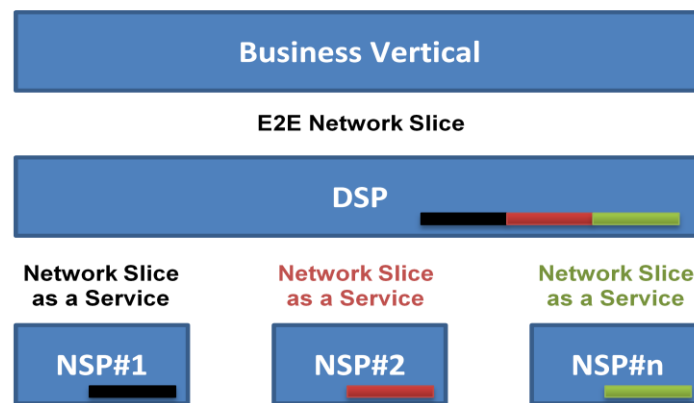 Business Vertical
E2E Network Slice
DSP
Network Slice
as a Service
Network Slice
as a Service
Network Slice
as a Service
NSP#1
NSP#2
NSP#n